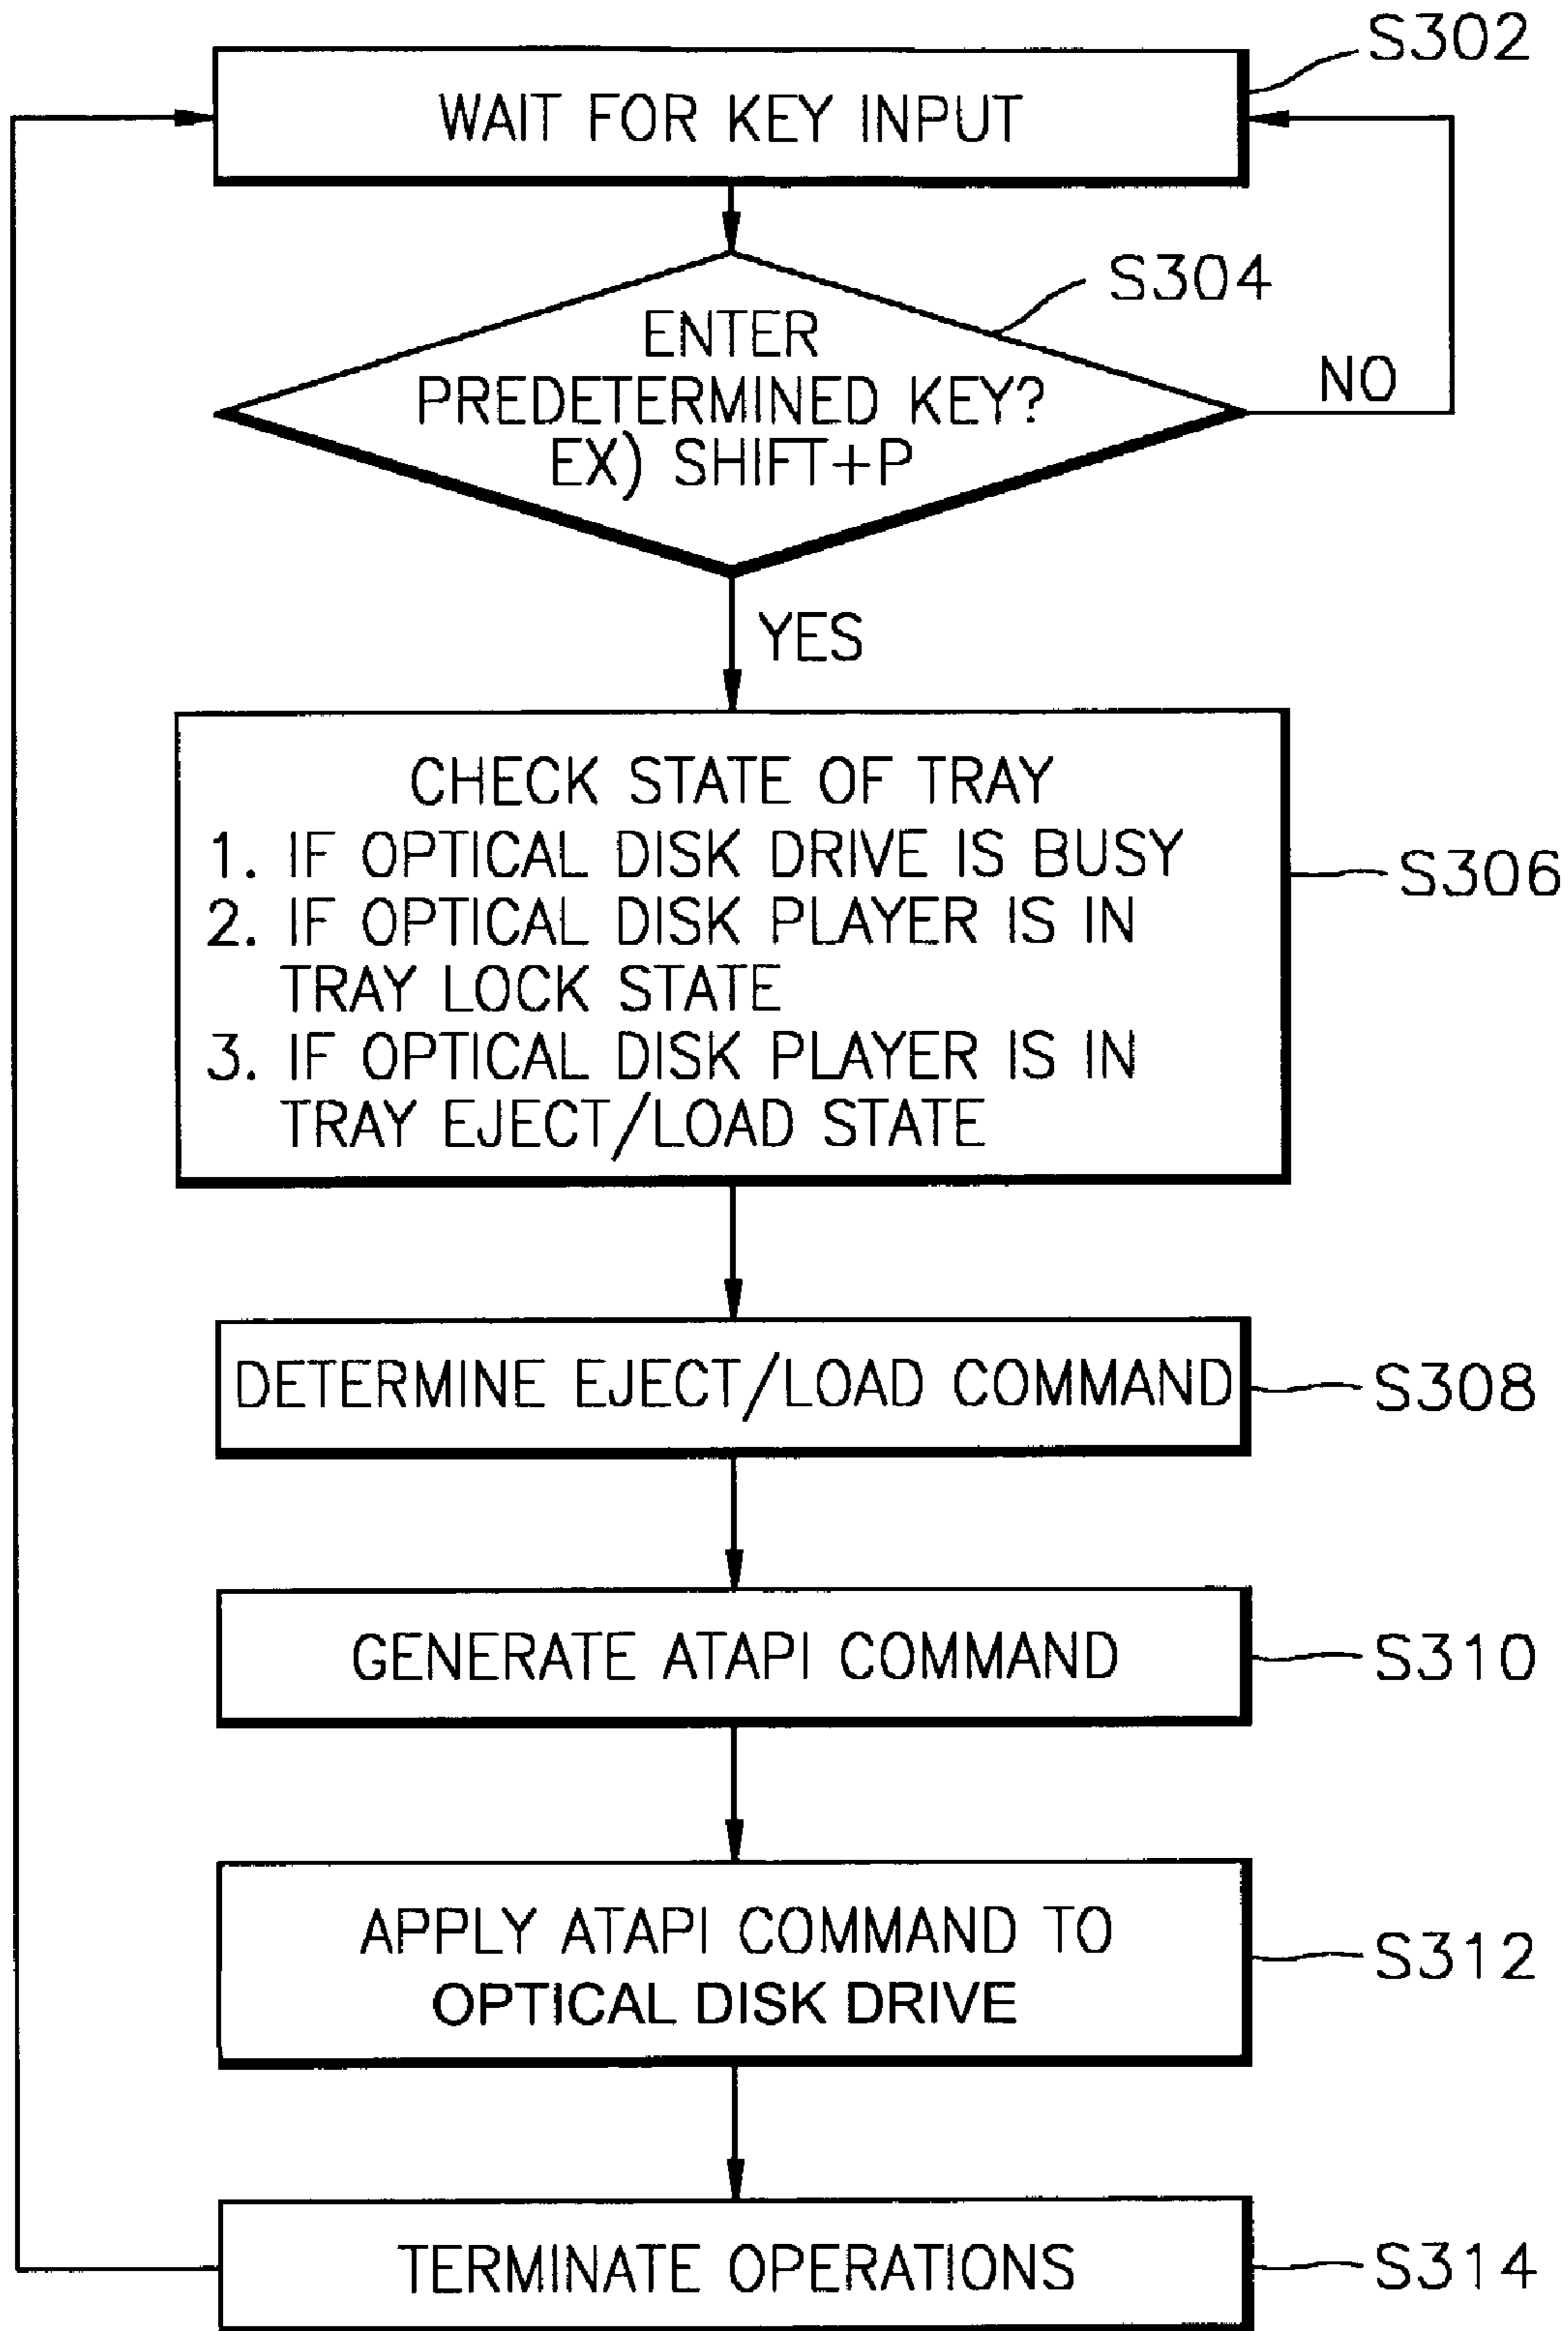 S302
WAIT FOR KEY INPUT
S304
ENTER
PREDETERMINED KEY?
EX) SHIFT+P
NO
YES
CHECK STATE OF TRAY
1. IF OPTICAL DISK DRIVE IS BUSY
2. IF OPTICAL DISK PLAYER IS IN
TRAY LOCK STATE
3. IF OPTICAL DISK PLAYER IS IN
TRAY EJECT/LOAD STATE
S306
DETERMINE EJECT/LOAD COMMAND
S308
GENERATE ATAPI COMMAND
S310
APPLY ATAPI COMMAND TO
OPTICAL DISK DRIVE
S312
TERMINATE OPERATIONS
S314